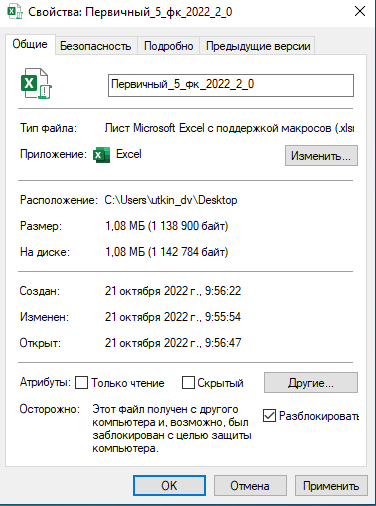 Свойства: Первичный_5_фк_2022_2_0
Общие Безопасность Подробно Предыдущие версии
Первичный_5_фк_2022_2_0
Тип файла: Лист Microsoft Excel с поддержкой макросов (.xlsm
Приложение: Excel Изменить...
Расположение: C:\Users\utkin_dv\Desktop
Размер: 1,08 МБ (1 138 900 байт)
На диске: 1,08 МБ (1 142 784 байт)
Создан: 21 октября 2022 г., 9:56:22
Изменен: 21 октября 2022 г., 9:55:54
Открыт: 21 октября 2022 г., 9:56:47
Атрибуты: Только чтение Скрытый Другие...
Осторожно: Этот файл получен с другого
компьютера и, возможно, был Разблокировать
заблокирован с целью защиты
компьютера.
OK Отмена Применить